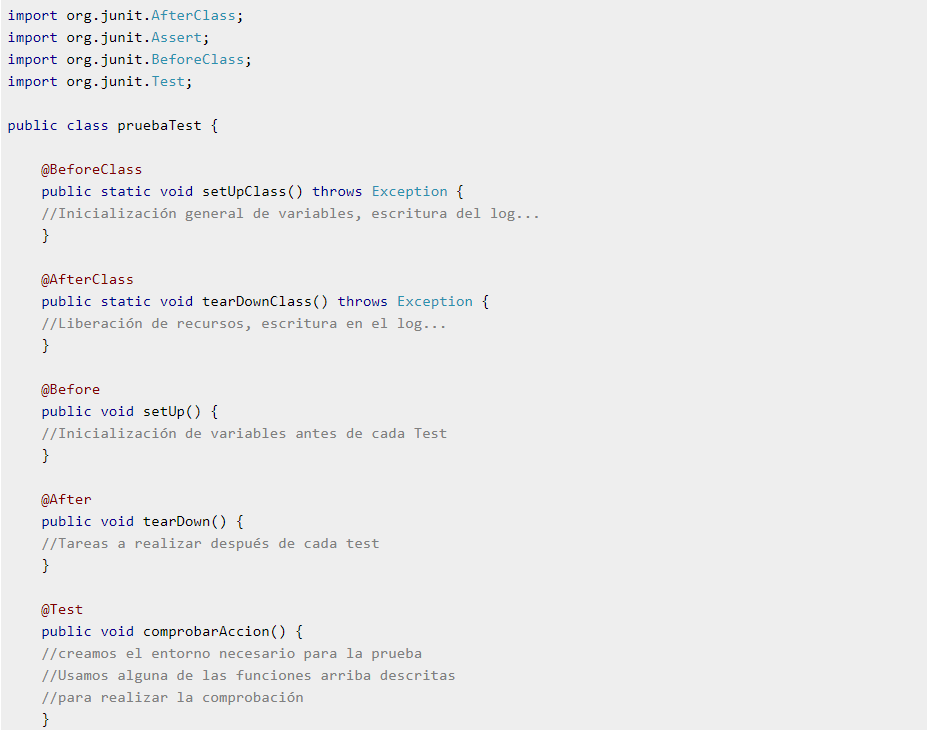 import org.junit.AfterClass;
import org.junit.Assert;
import org.junit.BeforeClass;
import org.junit.Test;
public class pruebaTest {
@BeforeClass
public static void setUpClass() throws Exception {
//Inicialización general de variables, escritura del log...
}
@AfterClass
public static void tearDownClass() throws Exception {
//Liberación de recursos, escritura en el log...
}
@Before
public void setUp() {
//Inicialización de variables antes de cada Test
}
@After
public void tearDown() {
//Tareas a realizar después de cada test
}
@Test
public void comprobarAccion() {
//creamos el entorno necesario para la prueba
//Usamos alguna de las funciones arriba descritas
//para realizar la comprobación
}